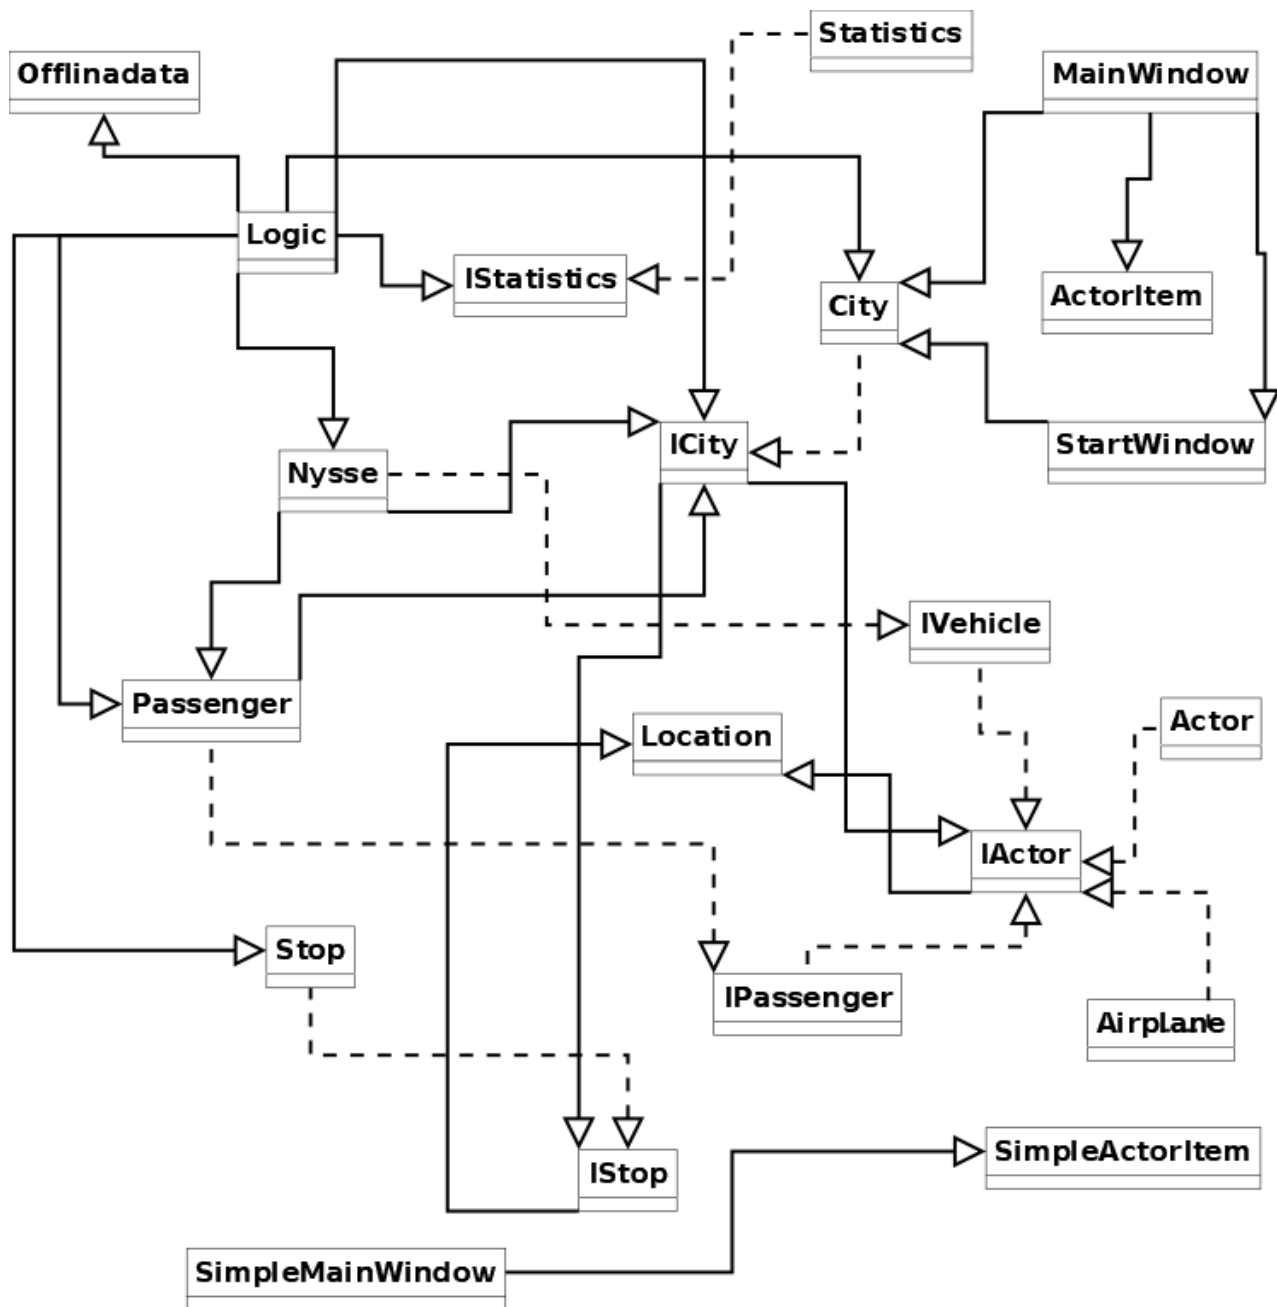 Statistics
Offlinadata
MainWindow
Logic
IStatistics
ActorItem
City
ICity
StartWindow
Nysse
IVehicle
Passenger
Actor
Location
IActor
Stop
IPassenger
Airplane
SimpleActorItem
IStop
SimpleMainWindow